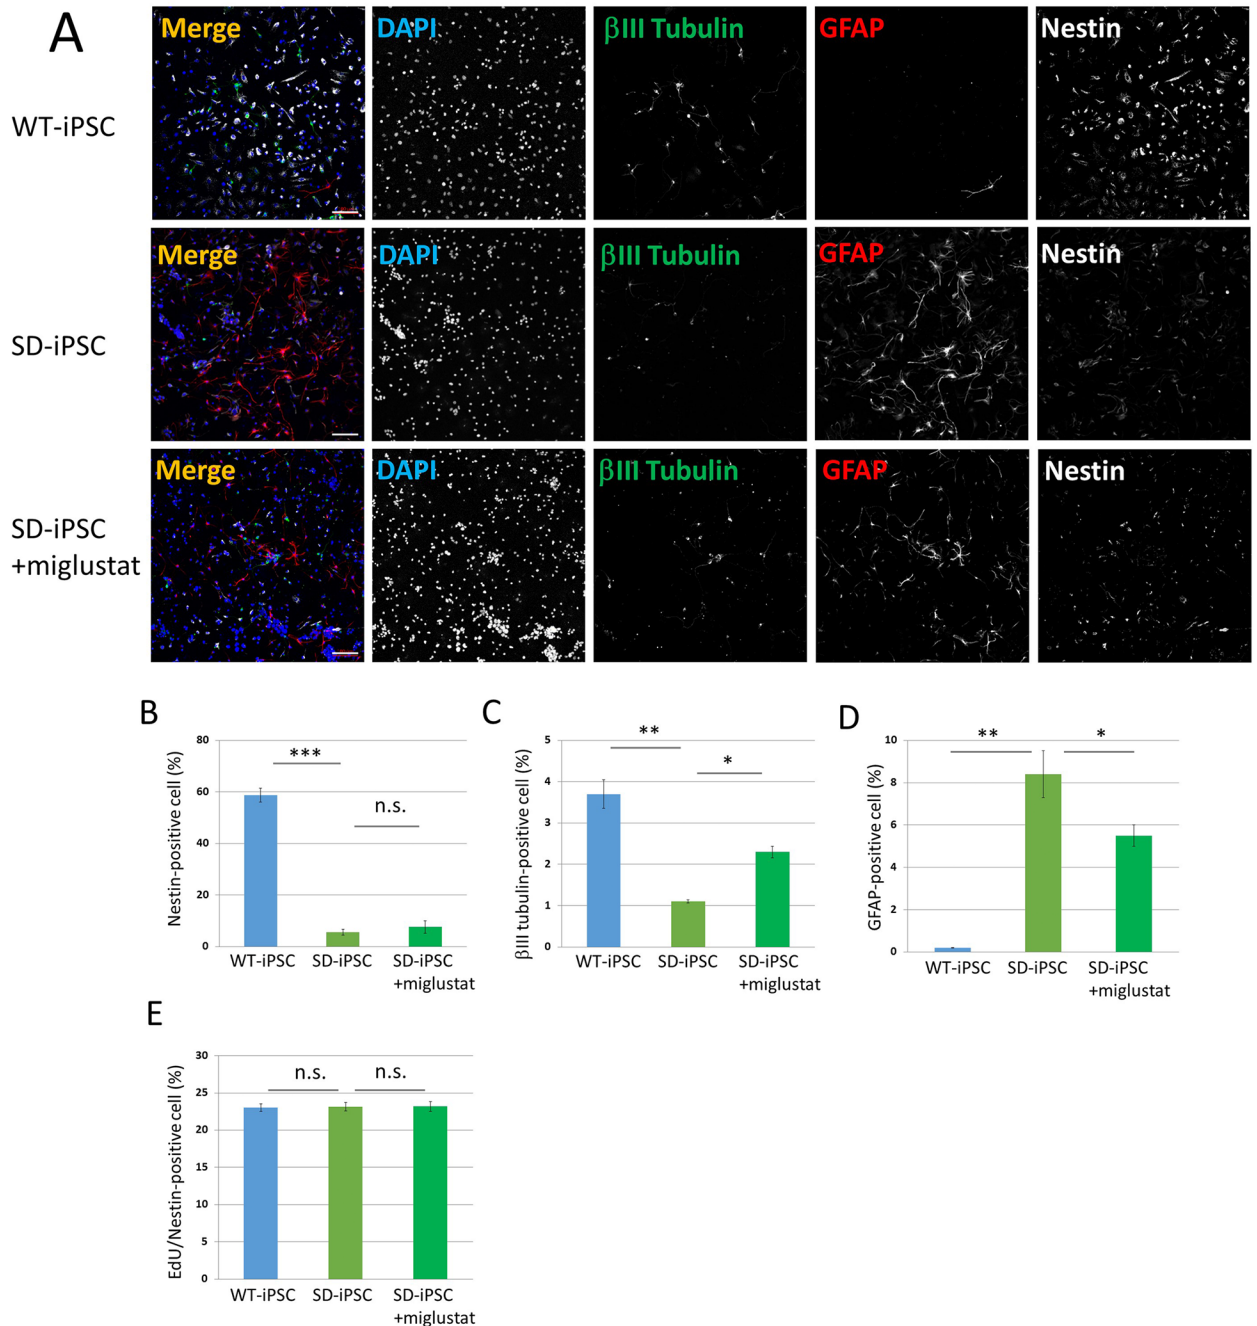 A
Merge DAPI βIII Tubulin GFAP Nestin
WT-iPSC
Merge DAPI βIII Tubulin GFAP Nestin
SD-iPSC
Merge DAPI βIII Tubulin GFAP Nestin
SD-iPSC
+miglustat
B
Nestin-positive cell (%)
80
60
40
20
0
***
n.s.
WT-iPSC SD-iPSC SD-iPSC
+miglustat
C
βIII tubulin-positive cell (%)
5
4
3
2
1
0
**
*
WT-iPSC SD-iPSC SD-iPSC
+miglustat
D
GFAP-positive cell (%)
10
8
6
4
2
0
**
*
WT-iPSC SD-iPSC SD-iPSC
+miglustat
E
EdU/Nestin-positive cell (%)
30
25
20
15
10
5
0
n.s. n.s.
WT-iPSC SD-iPSC SD-iPSC
+miglustat